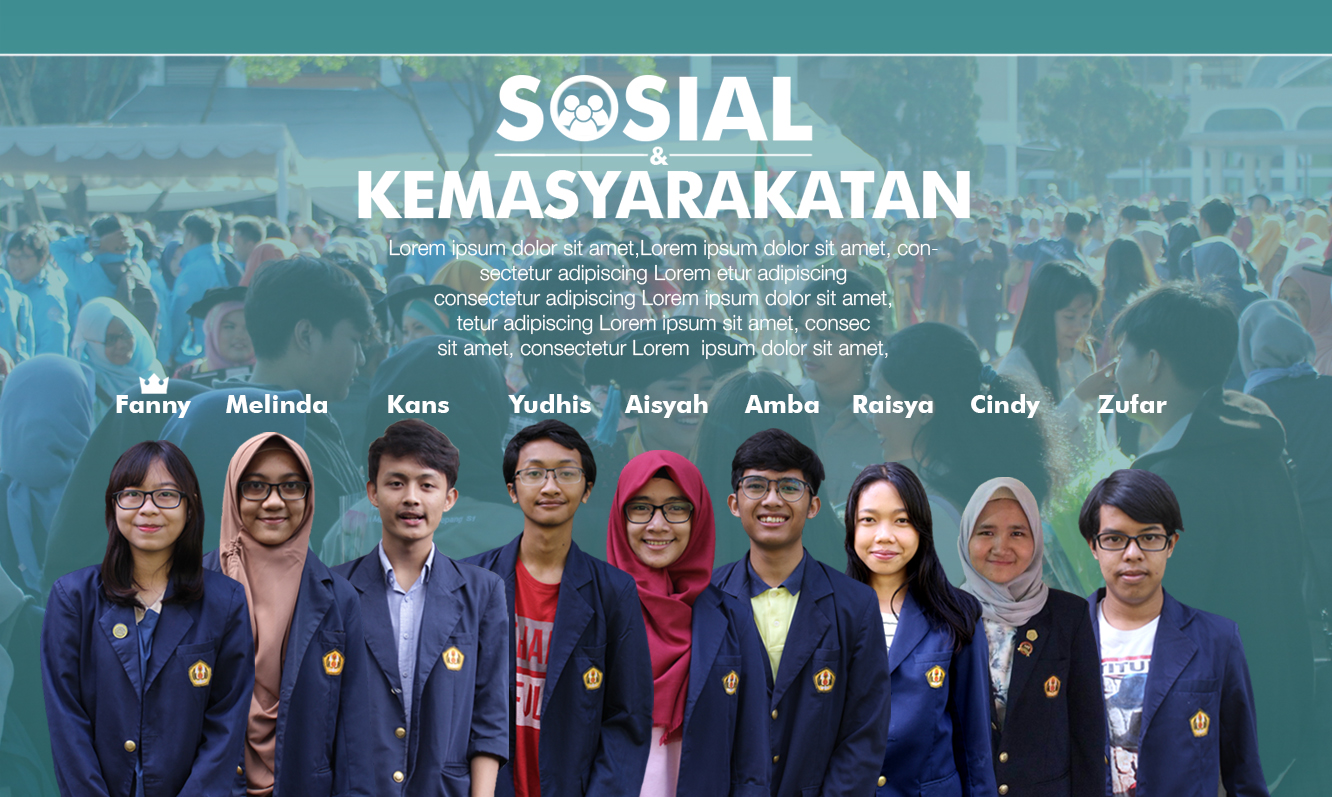 SOSIAL
&
KEMASYARAKATAN
Lorem ipsum dolor sit amet,Lorem ipsum dolor sit amet, con-
sectetur adipiscing Lorem etur adipiscing
consectetur adipiscing Lorem ipsum dolor sit amet,
tetur adipiscing Lorem ipsum sit amet, consec
sit amet, consectetur Lorem  ipsum dolor sit amet,
Fanny Melinda Kans Yudhis Aisyah Amba Raisya Cindy Zufar